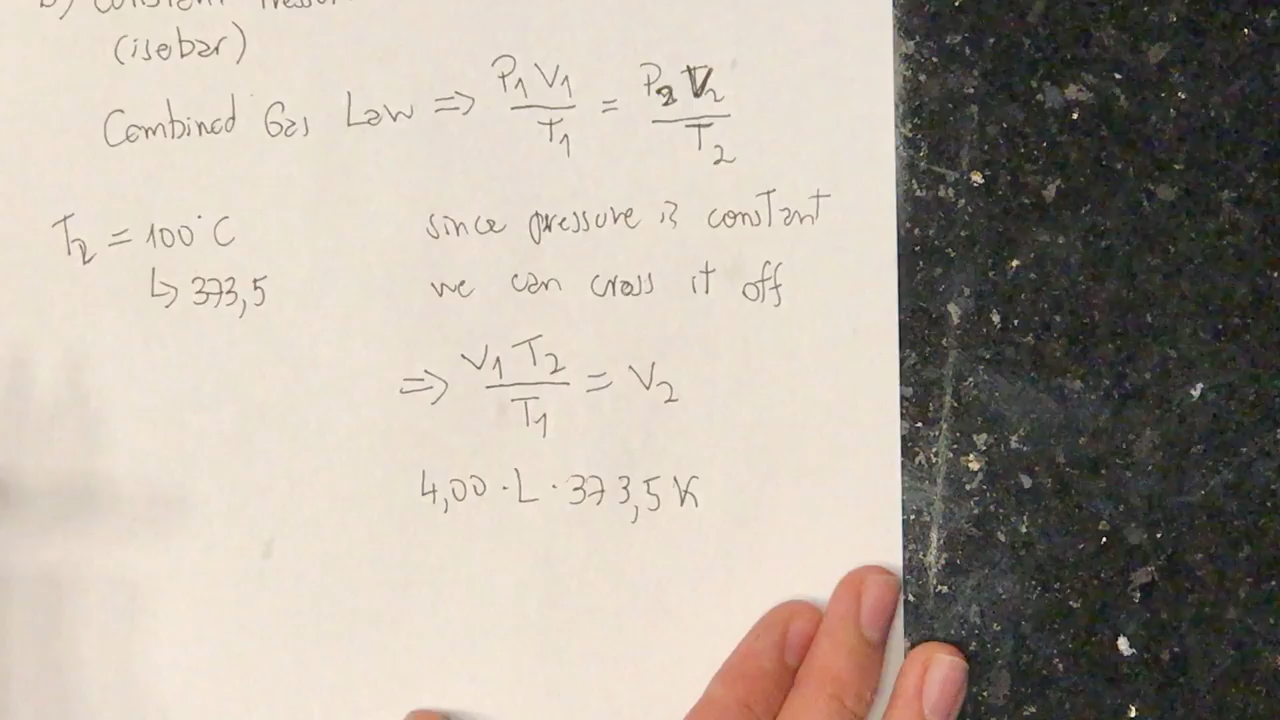 (isobar)
Combined Gas Law => P1 V1 / T1 = P2 V2 / T2
T2 = 100°C
↳ 373,5
since pressure is constant
we can cross it off
=> V1 T2 / T1 = V2
4,00 · L · 373,5 K